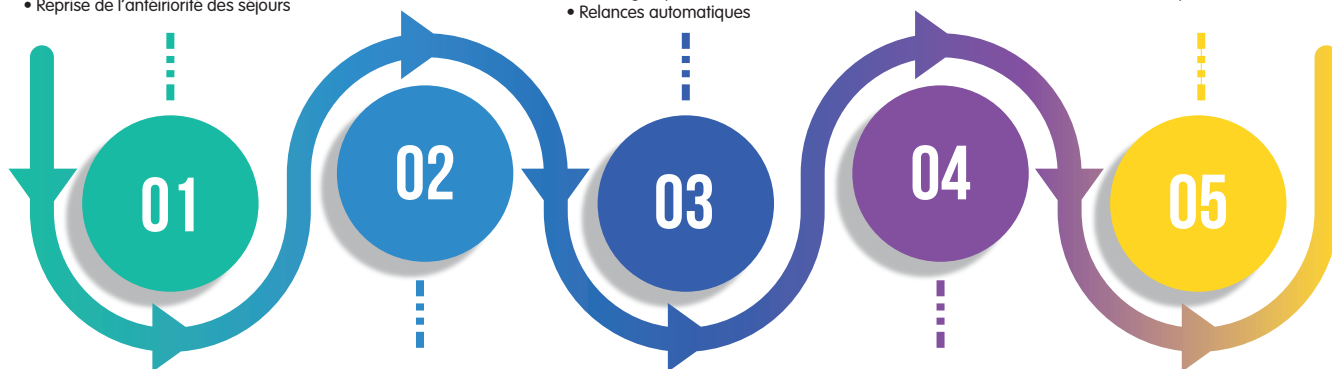 • Reprise de l'antériorité des séjours
• Relances automatiques
01
02
03
04
05